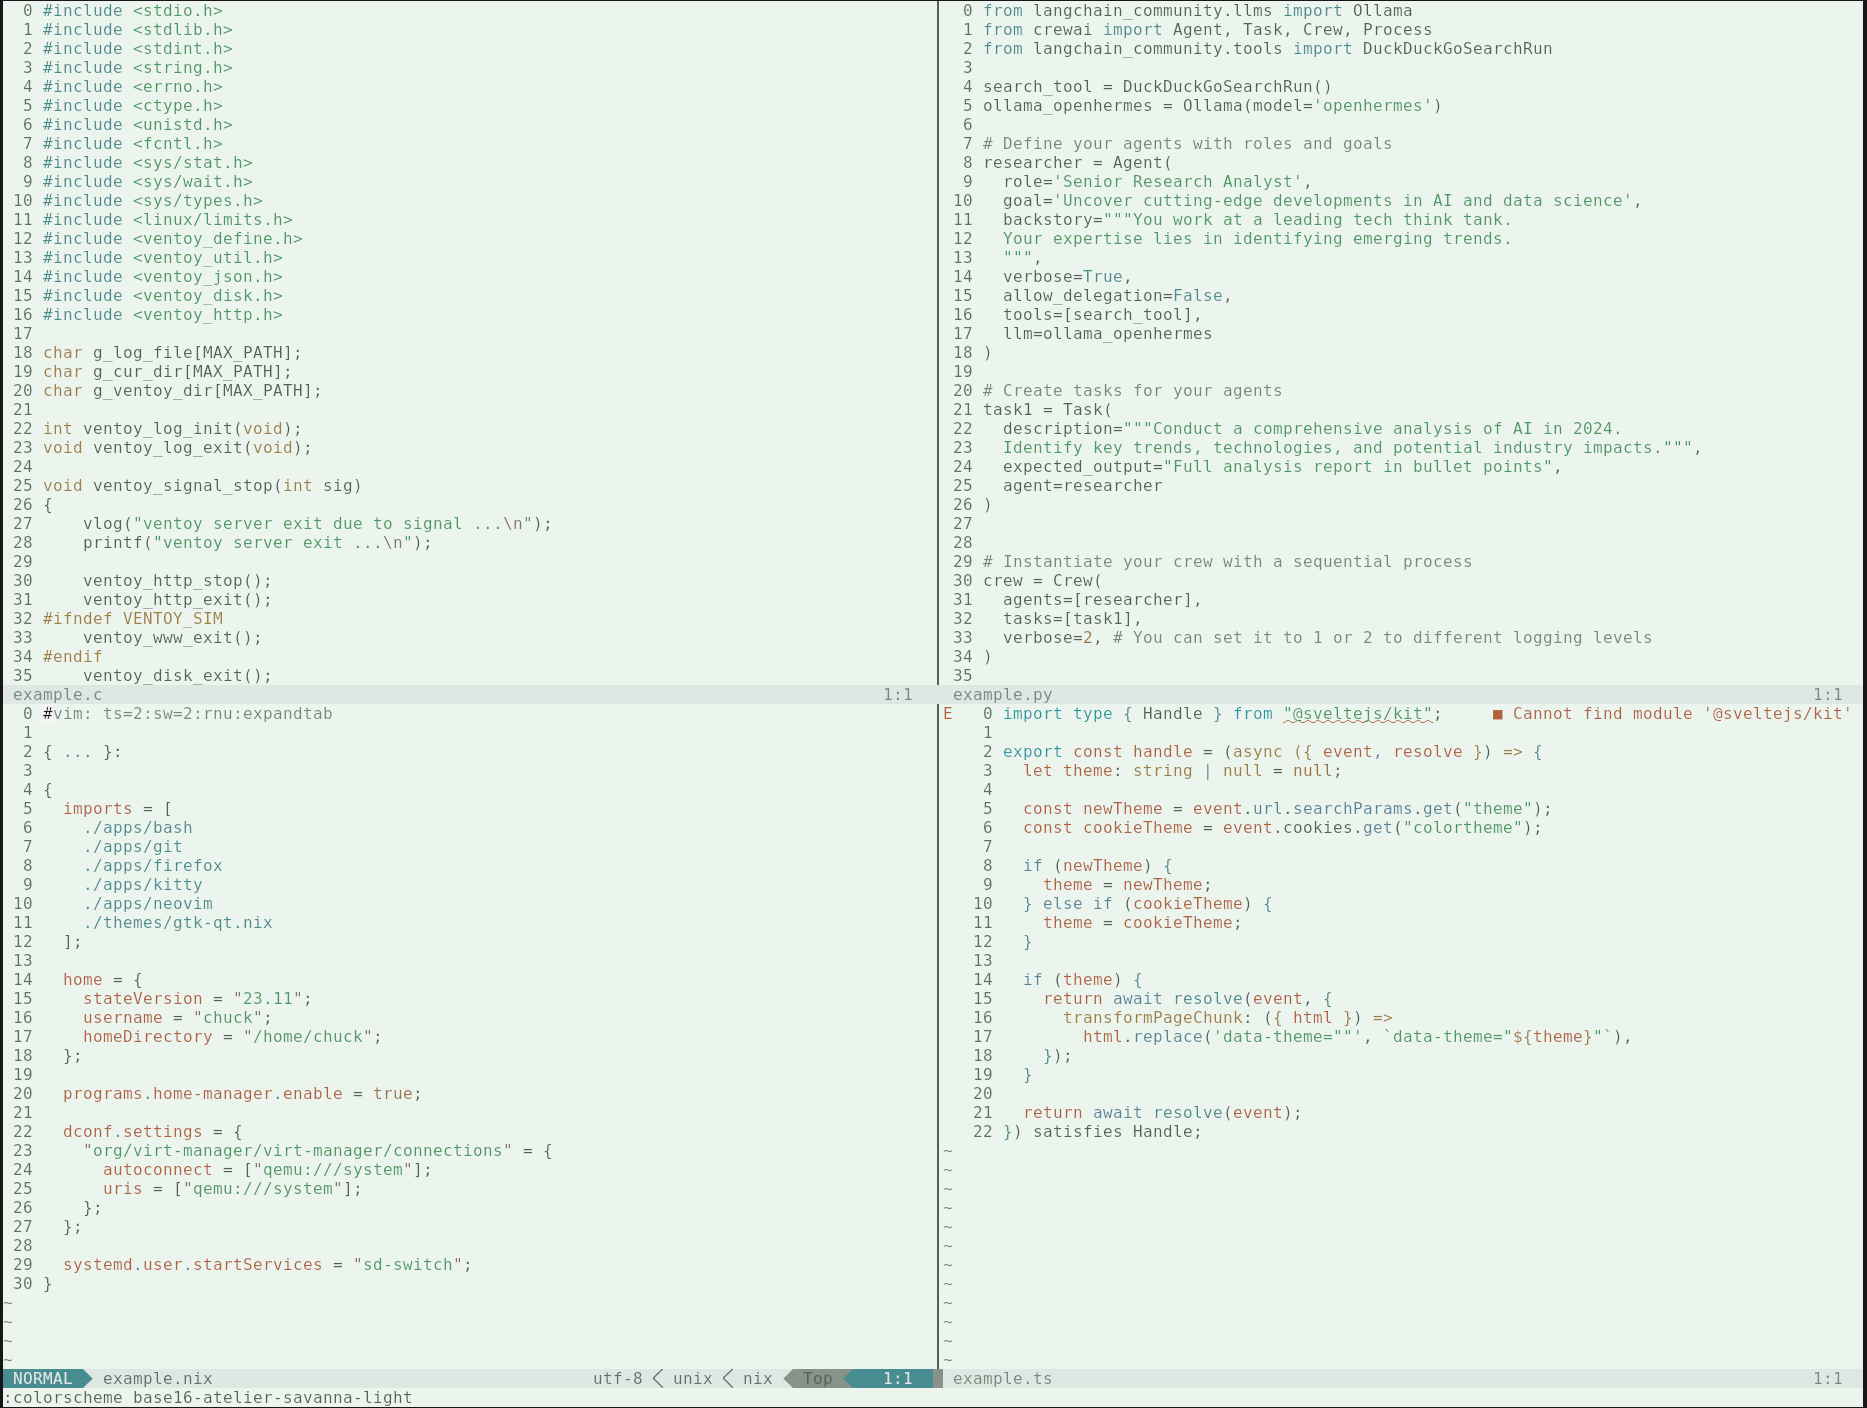 0 #include <stdio.h>
1 #include <stdlib.h>
2 #include <stdint.h>
3 #include <string.h>
4 #include <errno.h>
5 #include <ctype.h>
6 #include <unistd.h>
7 #include <fcntl.h>
8 #include <sys/stat.h>
9 #include <sys/wait.h>
10 #include <sys/types.h>
11 #include <linux/limits.h>
12 #include <ventoy_define.h>
13 #include <ventoy_util.h>
14 #include <ventoy_json.h>
15 #include <ventoy_disk.h>
16 #include <ventoy_http.h>
17
18 char g_log_file[MAX_PATH];
19 char g_cur_dir[MAX_PATH];
20 char g_ventoy_dir[MAX_PATH];
21
22 int ventoy_log_init(void);
23 void ventoy_log_exit(void);
24
25 void ventoy_signal_stop(int sig)
26 {
27     vlog("ventoy server exit due to signal ...\n");
28     printf("ventoy server exit ...\n");
29
30     ventoy_http_stop();
31     ventoy_http_exit();
32 #ifndef VENTOY_SIM
33     ventoy_www_exit();
34 #endif
35     ventoy_disk_exit();
example.c 1:1
0 from langchain_community.llms import Ollama
1 from crewai import Agent, Task, Crew, Process
2 from langchain_community.tools import DuckDuckGoSearchRun
3
4 search_tool = DuckDuckGoSearchRun()
5 ollama_openhermes = Ollama(model='openhermes')
6
7 # Define your agents with roles and goals
8 researcher = Agent(
9   role='Senior Research Analyst',
10   goal='Uncover cutting-edge developments in AI and data science',
11   backstory="""You work at a leading tech think tank.
12   Your expertise lies in identifying emerging trends.
13   """,
14   verbose=True,
15   allow_delegation=False,
16   tools=[search_tool],
17   llm=ollama_openhermes
18 )
19
20 # Create tasks for your agents
21 task1 = Task(
22   description="""Conduct a comprehensive analysis of AI in 2024.
23   Identify key trends, technologies, and potential industry impacts.""",
24   expected_output="Full analysis report in bullet points",
25   agent=researcher
26 )
27
28
29 # Instantiate your crew with a sequential process
30 crew = Crew(
31   agents=[researcher],
32   tasks=[task1],
33   verbose=2, # You can set it to 1 or 2 to different logging levels
34 )
35
example.py 1:1
0 #vim: ts=2:sw=2:rnu:expandtab
1
2 { ... }:
3
4 {
5   imports = [
6     ./apps/bash
7     ./apps/git
8     ./apps/firefox
9     ./apps/kitty
10     ./apps/neovim
11     ./themes/gtk-qt.nix
12   ];
13
14   home = {
15     stateVersion = "23.11";
16     username = "chuck";
17     homeDirectory = "/home/chuck";
18   };
19
20   programs.home-manager.enable = true;
21
22   dconf.settings = {
23     "org/virt-manager/virt-manager/connections" = {
24       autoconnect = ["qemu:///system"];
25       uris = ["qemu:///system"];
26     };
27   };
28
29   systemd.user.startServices = "sd-switch";
30 }
~
~
~
~
NORMAL example.nix utf-8 unix nix Top 1:1
E 0 import type { Handle } from "@sveltejs/kit"; ■ Cannot find module '@sveltejs/kit'
1
2 export const handle = (async ({ event, resolve }) => {
3   let theme: string | null = null;
4
5   const newTheme = event.url.searchParams.get("theme");
6   const cookieTheme = event.cookies.get("colortheme");
7
8   if (newTheme) {
9     theme = newTheme;
10   } else if (cookieTheme) {
11     theme = cookieTheme;
12   }
13
14   if (theme) {
15     return await resolve(event, {
16       transformPageChunk: ({ html }) =>
17         html.replace('data-theme=""', `data-theme="${theme}"`),
18     });
19   }
20
21   return await resolve(event);
22 }) satisfies Handle;
~
~
~
~
~
~
~
~
~
~
~
~
example.ts 1:1
:colorscheme base16-atelier-savanna-light